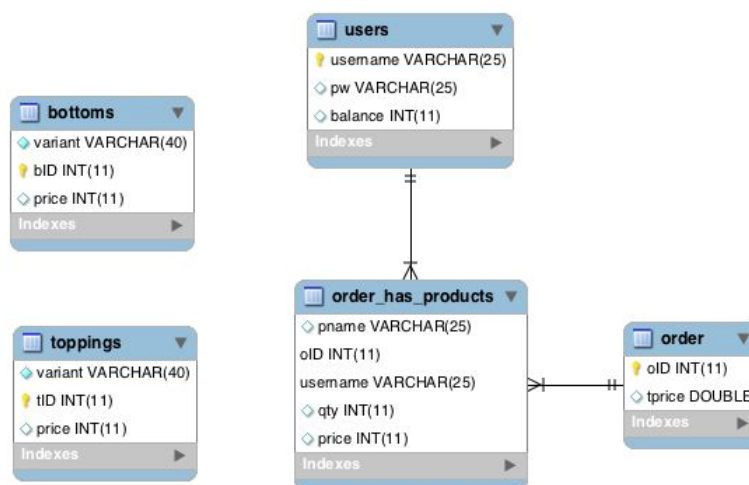 users
username VARCHAR(25)
pw VARCHAR(25)
balance INT(11)
Indexes
bottoms
variant VARCHAR(40)
bID INT(11)
price INT(11)
Indexes
order_has_products
pname VARCHAR(25)
oID INT(11)
username VARCHAR(25)
qty INT(11)
price INT(11)
Indexes
toppings
variant VARCHAR(40)
tID INT(11)
price INT(11)
Indexes
order
oID INT(11)
tprice DOUBLE
Indexes